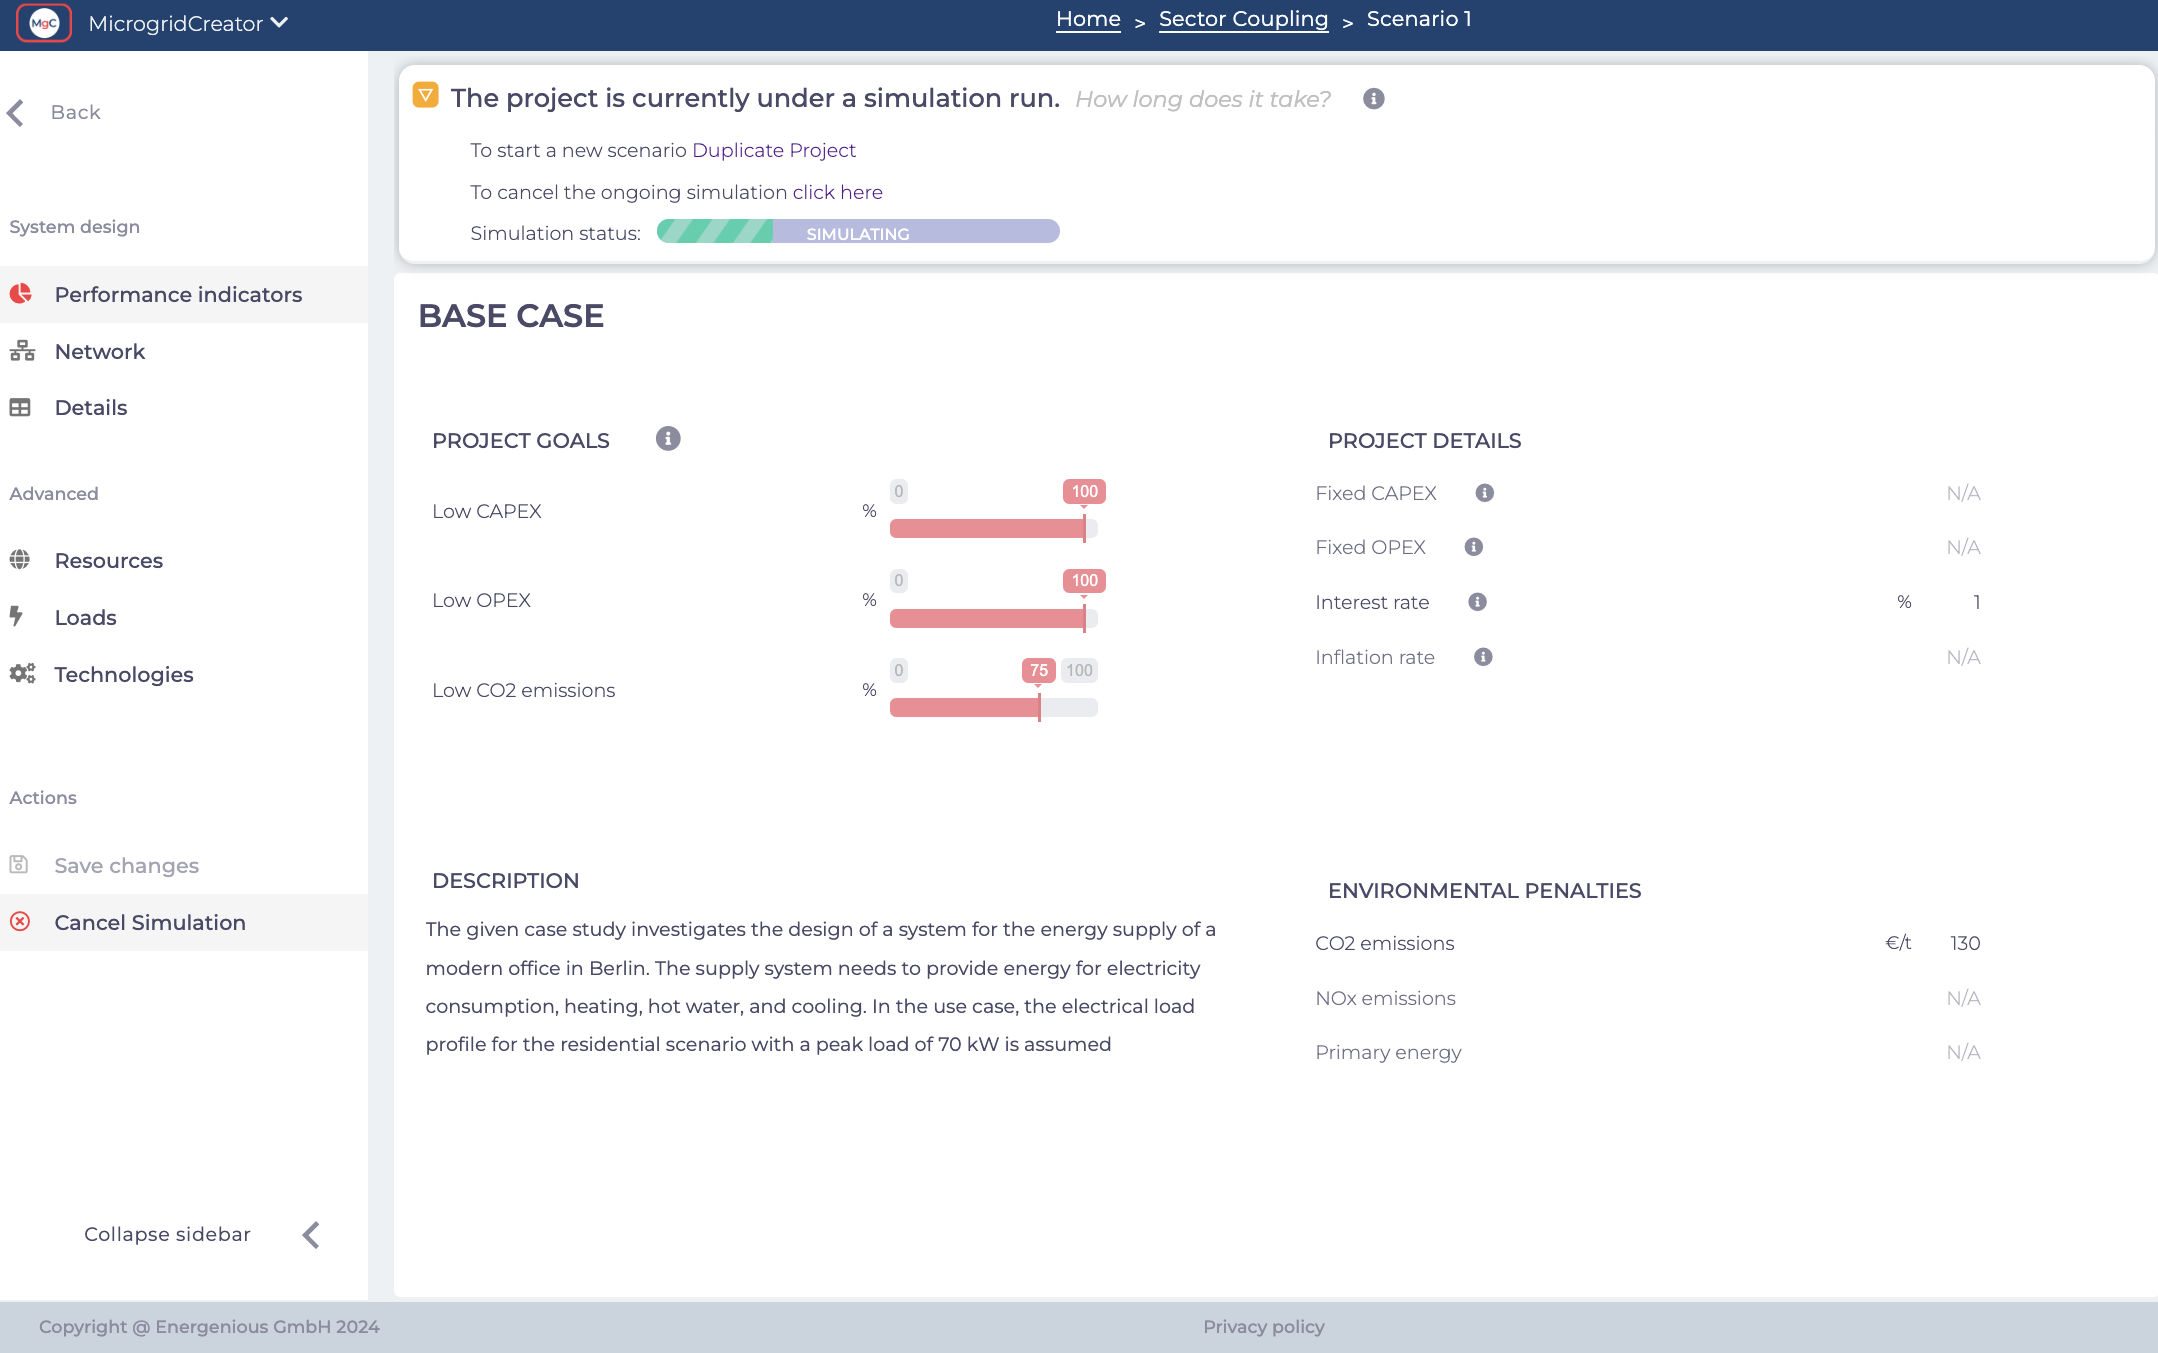 MgC MicrogridCreator
Home > Sector Coupling > Scenario 1
Back
System design
Performance indicators
Network
Details
Advanced
Resources
Loads
Technologies
Actions
Save changes
Cancel Simulation
Collapse sidebar
The project is currently under a simulation run. How long does it take?
To start a new scenario Duplicate Project
To cancel the ongoing simulation click here
Simulation status: SIMULATING
BASE CASE
PROJECT GOALS
Low CAPEX % 0 100
Low OPEX % 0 100
Low CO2 emissions % 0 75 100
PROJECT DETAILS
Fixed CAPEX N/A
Fixed OPEX N/A
Interest rate % 1
Inflation rate N/A
DESCRIPTION
The given case study investigates the design of a system for the energy supply of a
modern office in Berlin. The supply system needs to provide energy for electricity
consumption, heating, hot water, and cooling. In the use case, the electrical load
profile for the residential scenario with a peak load of 70 kW is assumed
ENVIRONMENTAL PENALTIES
CO2 emissions €/t 130
NOx emissions N/A
Primary energy N/A
Copyright @ Energenious GmbH 2024
Privacy policy